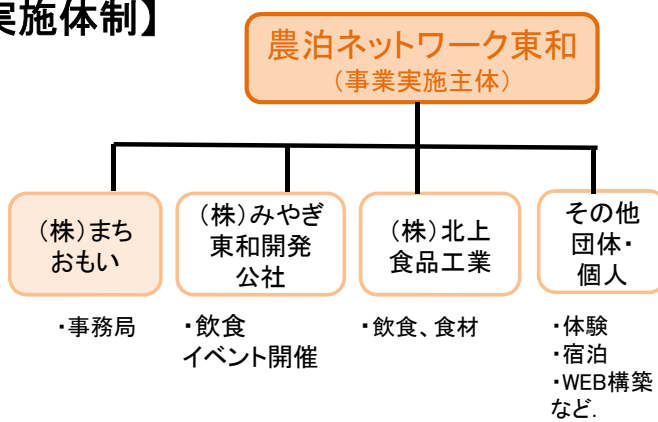 実施体制】
農泊ネットワーク東和
（事業実施主体）
（株）まち
おもい
（株）みやぎ
東和開発
公社
（株）北上
食品工業
その他
団体・
個人
・事務局
・飲食
イベント開催
・飲食、食材
・体験
・宿泊
・WEB構築
など.